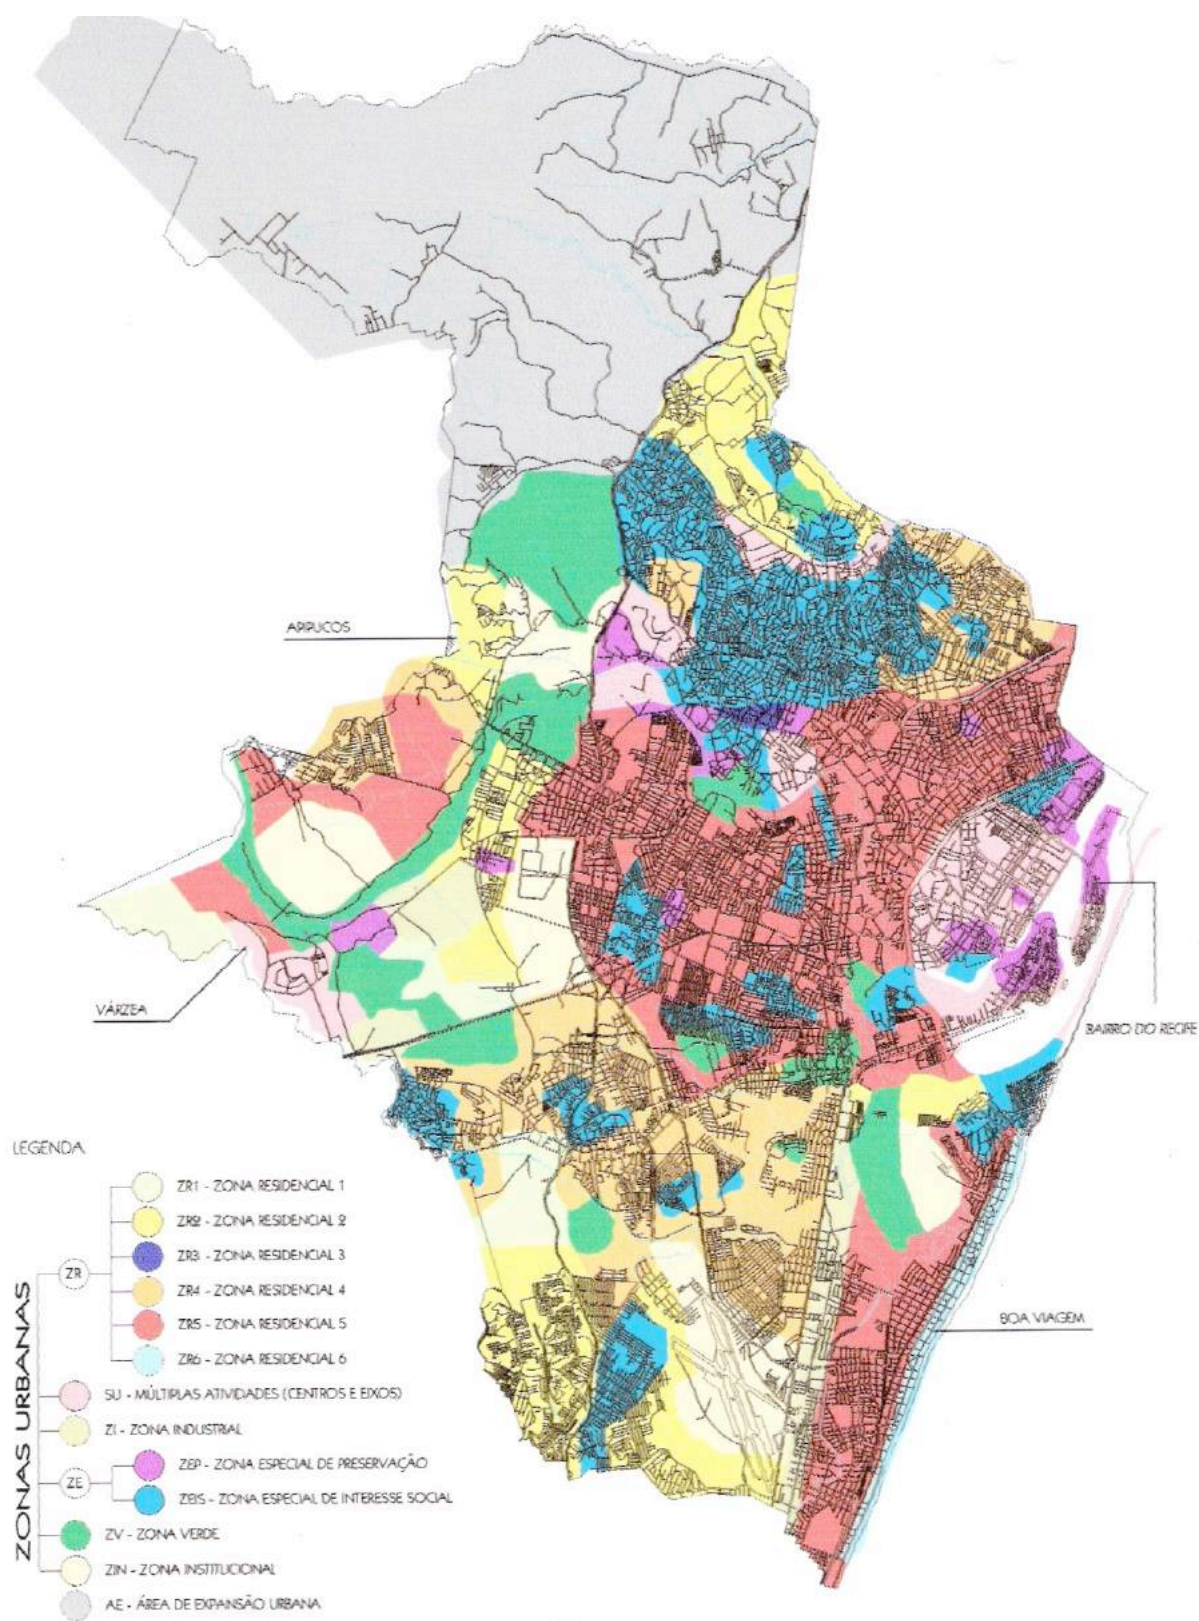 APIPUCOS
VÁRZEA
BAIRRO DO RECIFE
BOA VIAGEM
LEGENDA
ZONAS URBANAS
ZR
ZR1 - ZONA RESIDENCIAL 1
ZR2 - ZONA RESIDENCIAL 2
ZR3 - ZONA RESIDENCIAL 3
ZR4 - ZONA RESIDENCIAL 4
ZR5 - ZONA RESIDENCIAL 5
ZR6 - ZONA RESIDENCIAL 6
SU - MÚLTIPLAS ATIVIDADES (CENTROS E EIXOS)
ZI - ZONA INDUSTRIAL
ZE
ZEP - ZONA ESPECIAL DE PRESERVAÇÃO
ZEIS - ZONA ESPECIAL DE INTERESSE SOCIAL
ZV - ZONA VERDE
ZIN - ZONA INSTITUCIONAL
AE - ÁREA DE EXPANSÃO URBANA